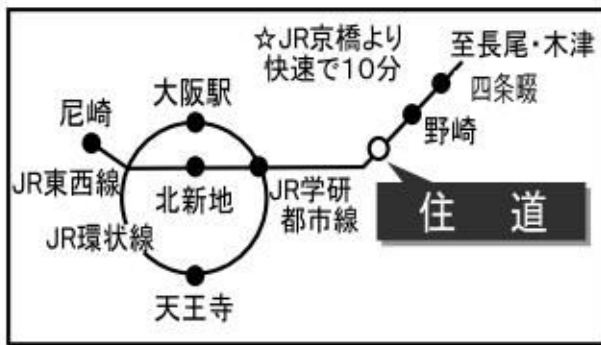 ☆JR京橋より
快速で10分
至長尾・木津
四条畷
野崎
大阪駅
尼崎
JR東西線
北新地
JR学研
都市線
住 道
JR環状線
天王寺